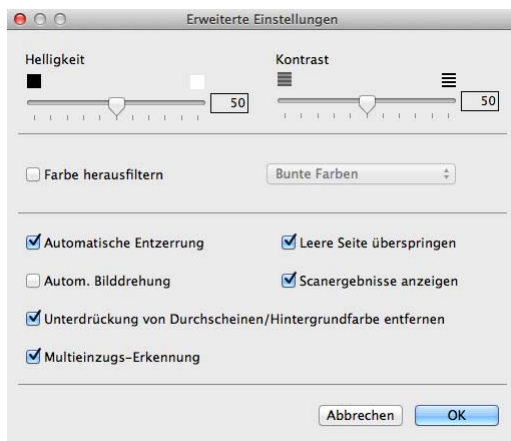 Erweiterte Einstellungen
Helligkeit
Kontrast
50
50
Farbe herausfiltern
Bunte Farben
Automatische Entzerrung
Leere Seite überspringen
Autom. Bilddrehung
Scanergebnisse anzeigen
Unterdrückung von Durchscheinen/Hintergrundfarbe entfernen
Multieinzugs-Erkennung
Abbrechen
OK